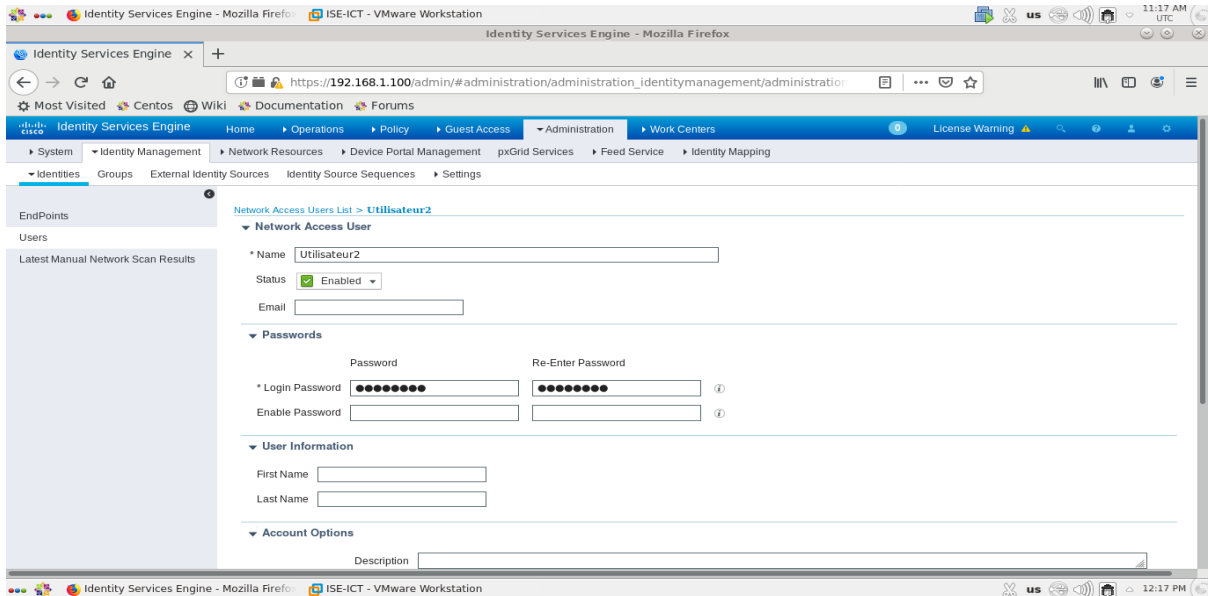 Identity Services Engine - Mozilla Firefo ISE-ICT - VMware Workstation us 11:17 AM
UTC
Identity Services Engine - Mozilla Firefox
Identity Services Engine
https://192.168.1.100/admin/#administration/administration_identitymanagement/administration
Most Visited Centos Wiki Documentation Forums
cisco Identity Services Engine Home Operations Policy Guest Access Administration Work Centers 0 License Warning
System Identity Management Network Resources Device Portal Management pxGrid Services Feed Service Identity Mapping
Identities Groups External Identity Sources Identity Source Sequences Settings
EndPoints
Users
Latest Manual Network Scan Results
Network Access Users List > Utilisateur2
Network Access User
* Name Utilisateur2
Status Enabled
Email
Passwords
Password Re-Enter Password
* Login Password ●●●●●●●● ●●●●●●●●
Enable Password
User Information
First Name
Last Name
Account Options
Description
Identity Services Engine - Mozilla Firefo ISE-ICT - VMware Workstation us 12:17 PM